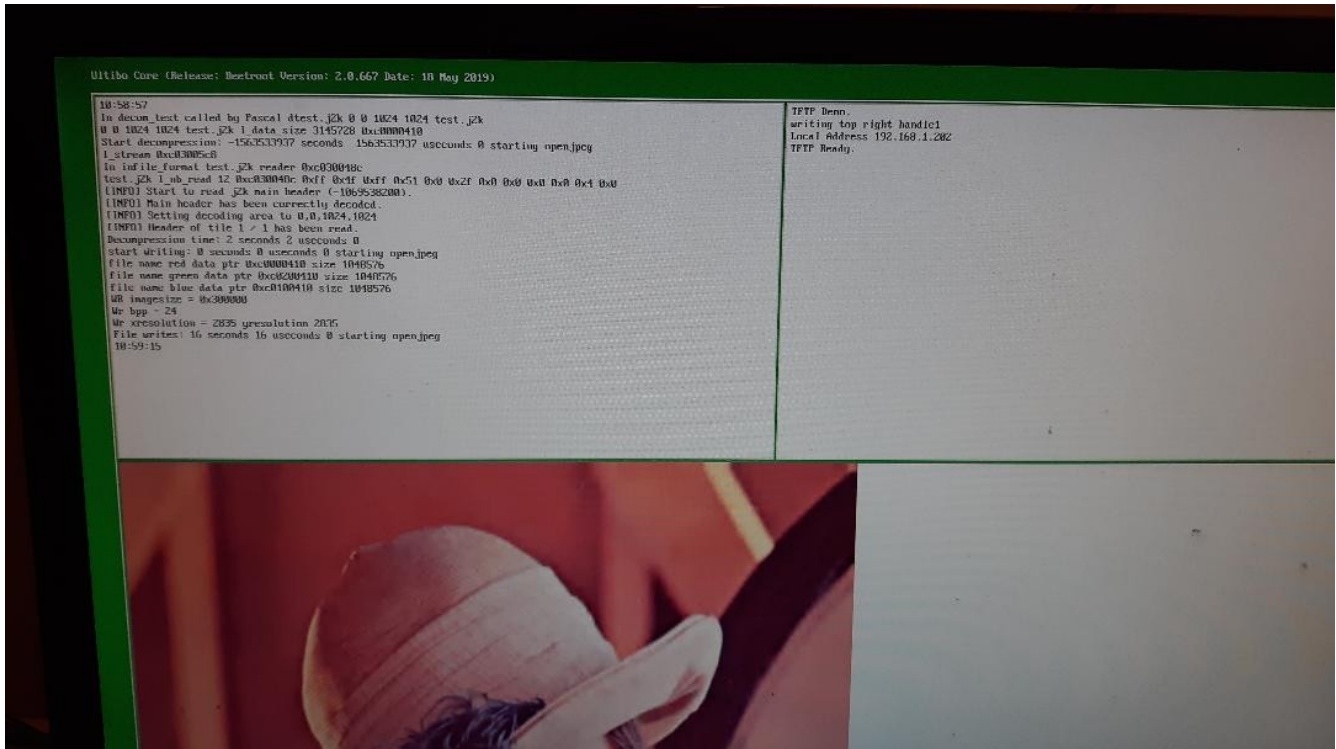 Ultibo Core (Release: Beetroot Version: 2.0.667 Date: 18 May 2019)
10:58:57
In decom_test called by Pascal dtest.j2k 0 0 1024 1024 test.j2k
0 0 1024 1024 test.j2k l_data_size 3145728 0xc0000410
Start decompression: -1563533937 seconds 1563533937 useconds 0 starting openjpeg
l_stream 0xc03005c8
In infile_format test.j2k reader 0xc030048c
test.j2k l_nb_read 12 0xc030048c 0xff 0x4f 0xff 0x51 0x0 0x2f 0x0 0x0 0x0 0x0 0x4 0x0
[INFO] Start to read j2k main header (-1069538200).
[INFO] Main header has been correctly decoded.
[INFO] Setting decoding area to 0,0,1024,1024
[INFO] Header of tile 1 / 1 has been read.
Decompression time: 2 seconds 2 useconds 0
start writing: 0 seconds 0 useconds 0 starting openjpeg
file name red data ptr 0xc0000410 size 1048576
file name green data ptr 0xc0200410 size 1048576
file name blue data ptr 0xc0100410 size 1048576
WR imagesize = 0x300000
Wr bpp - 24
Wr xresolution = 2835 yresolution 2835
File writes: 16 seconds 16 useconds 0 starting openjpeg
10:59:15
TFTP Demo.
writing top right handle1
Local Address 192.168.1.202
TFTP Ready.